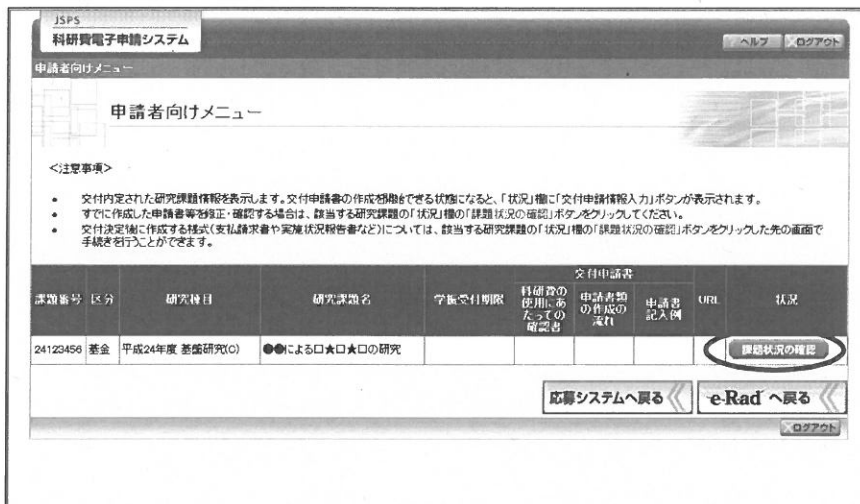 JSPS
科研費電子申請システム
ヘルプ
ログアウト
申請者向けメニュー
申請者向けメニュー
<注意事項>
• 交付内定された研究課題情報を表示します。交付申請書の作成を開始できる状態になると、「状況」欄に「交付申請情報入力」ボタンが表示されます。
• すでに作成した申請書等を修正・確認する場合は、該当する研究課題の「状況」欄の「課題状況の確認」ボタンをクリックしてください。
• 交付決定後に作成する様式(支払請求書や実施状況報告書など)については、該当する研究課題の「状況」欄の「課題状況の確認」ボタンをクリックした先の画面で
手続きを行うことができます。
交付申請書
課題番号 区分 研究種目 研究課題名 学振受付期限 科研費の使用にあたっての確認書 申請書類の作成の流れ 申請書記入例 URL 状況
24123456 基金 平成24年度 基盤研究(C) ●●による□★□★□の研究 課題状況の確認
応募システムへ戻る
e-Rad へ戻る
ログアウト